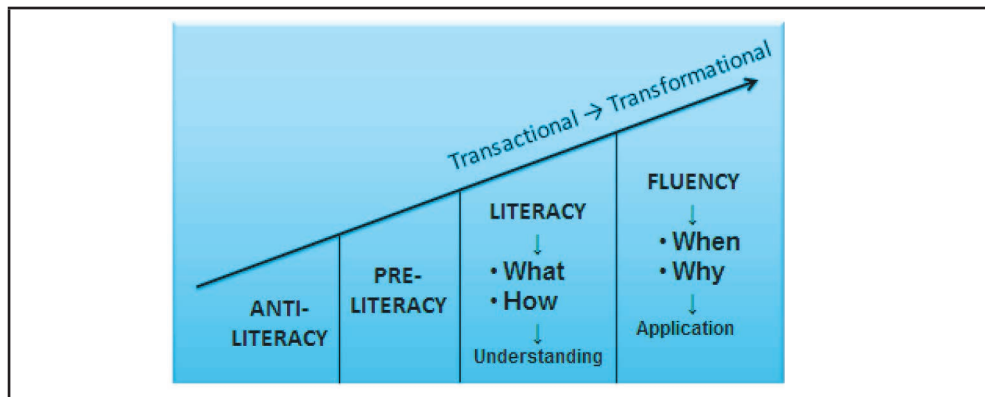 Transactional → Transformational
ANTI-
LITERACY
PRE-
LITERACY
LITERACY
↓
• What
• How
↓
Understanding
FLUENCY
↓
• When
• Why
↓
Application